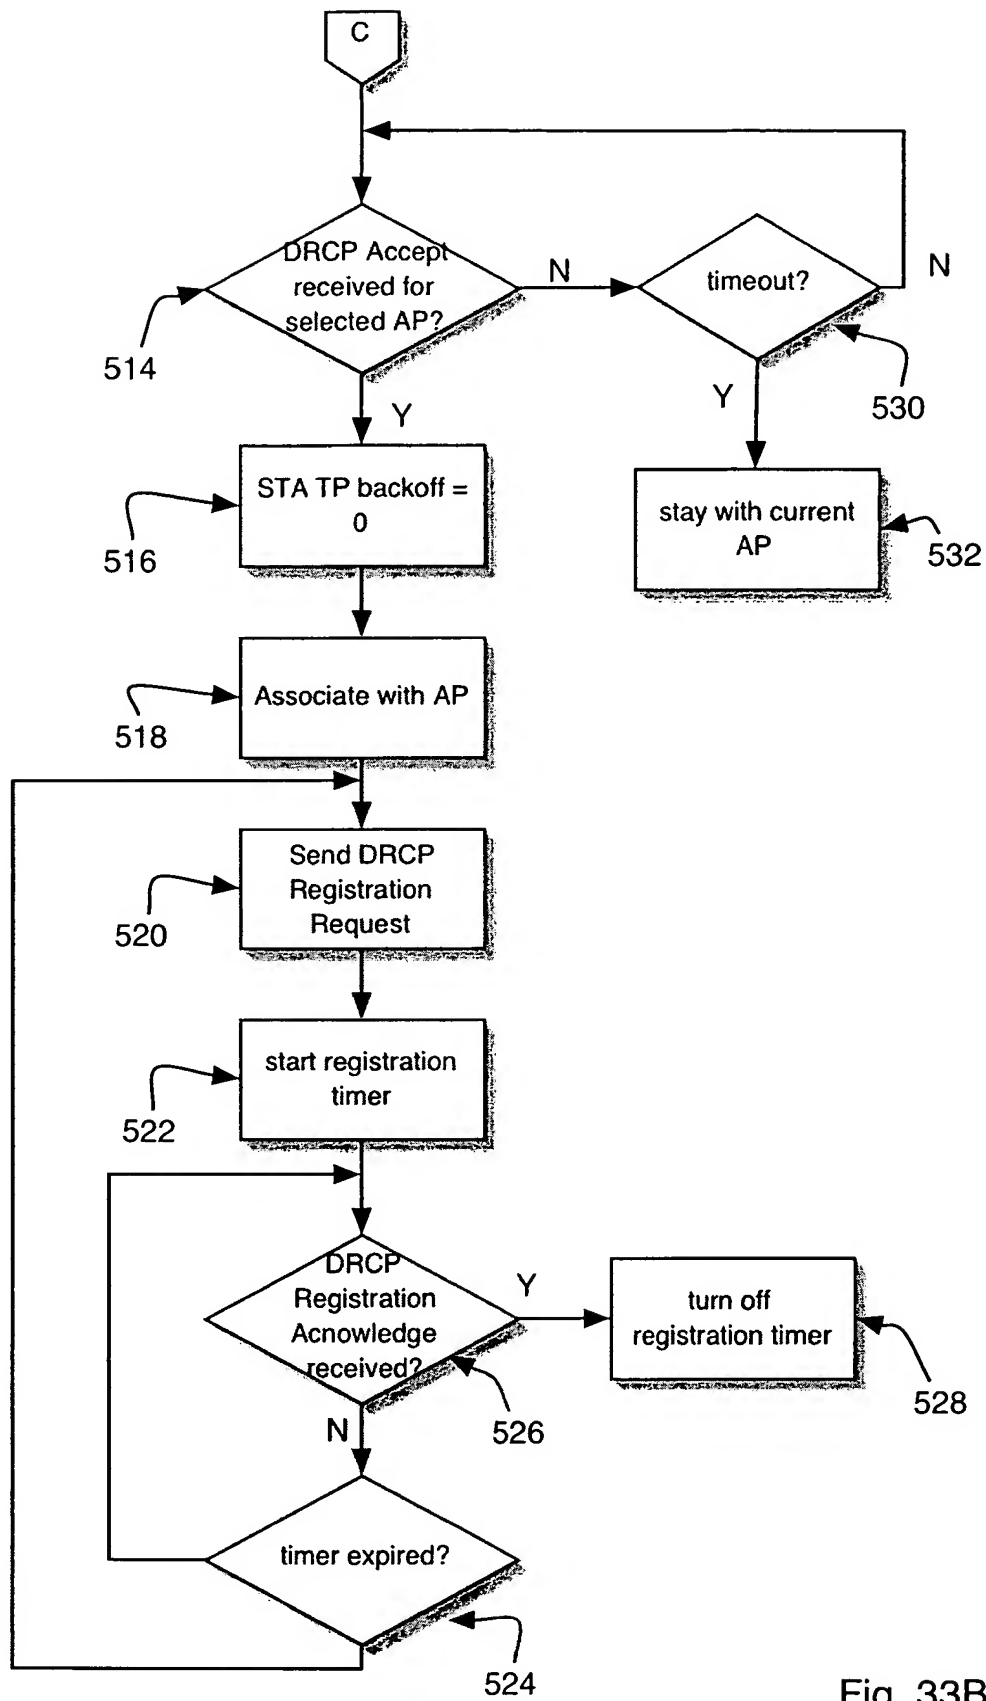 C
DRCP Accept
received for
selected AP?
N
timeout?
N
514
530
Y
Y
STA TP backoff =
0
stay with current
AP
516
532
Associate with AP
518
Send DRCP
Registration
Request
520
start registration
timer
522
DRCP
Registration
Acnowledge
received?
Y
turn off
registration timer
528
526
N
timer expired?
524
Fig. 33B